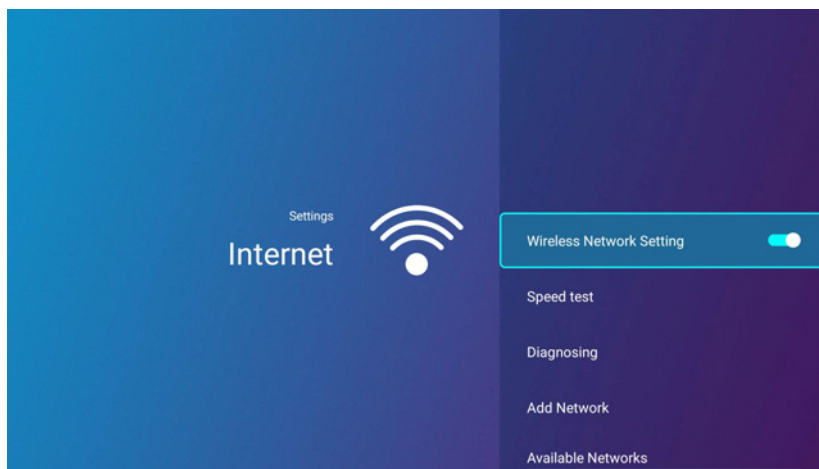 Settings
Internet
Wireless Network Setting
Speed test
Diagnosing
Add Network
Available Networks